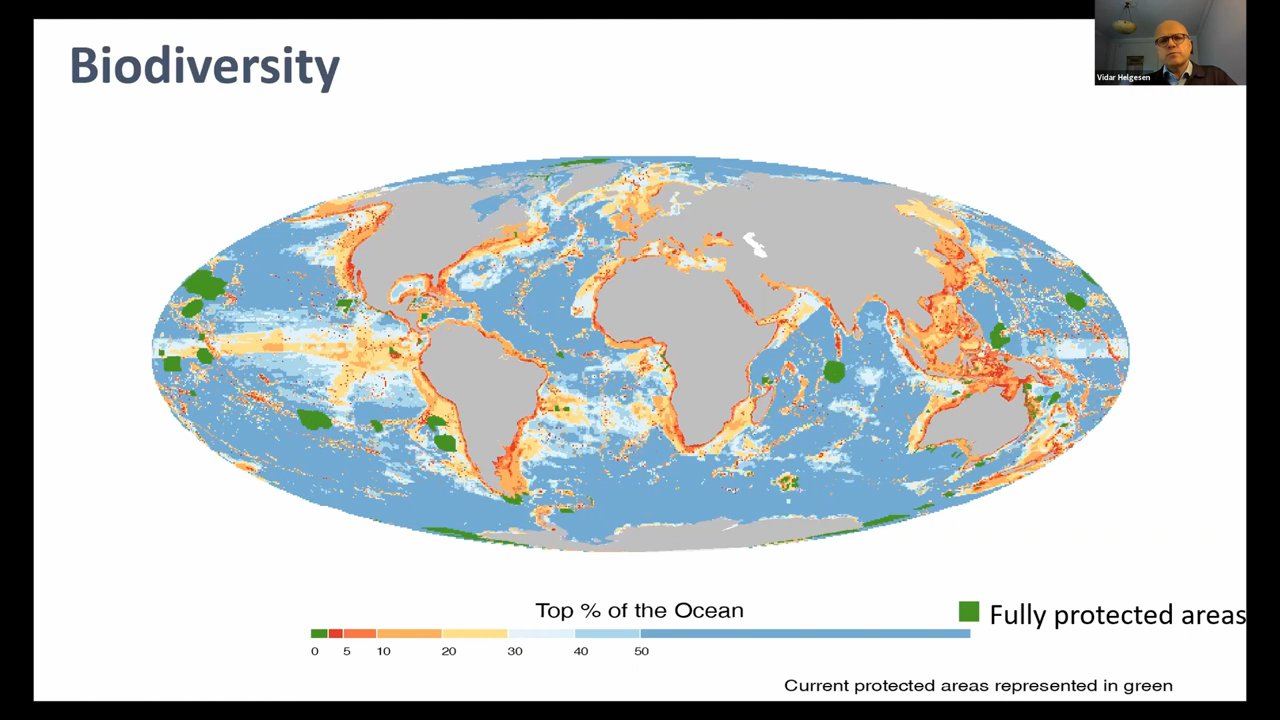 Biodiversity
Vidar Helgesen
Top % of the Ocean
0 5 10 20 30 40 50
Fully protected areas
Current protected areas represented in green